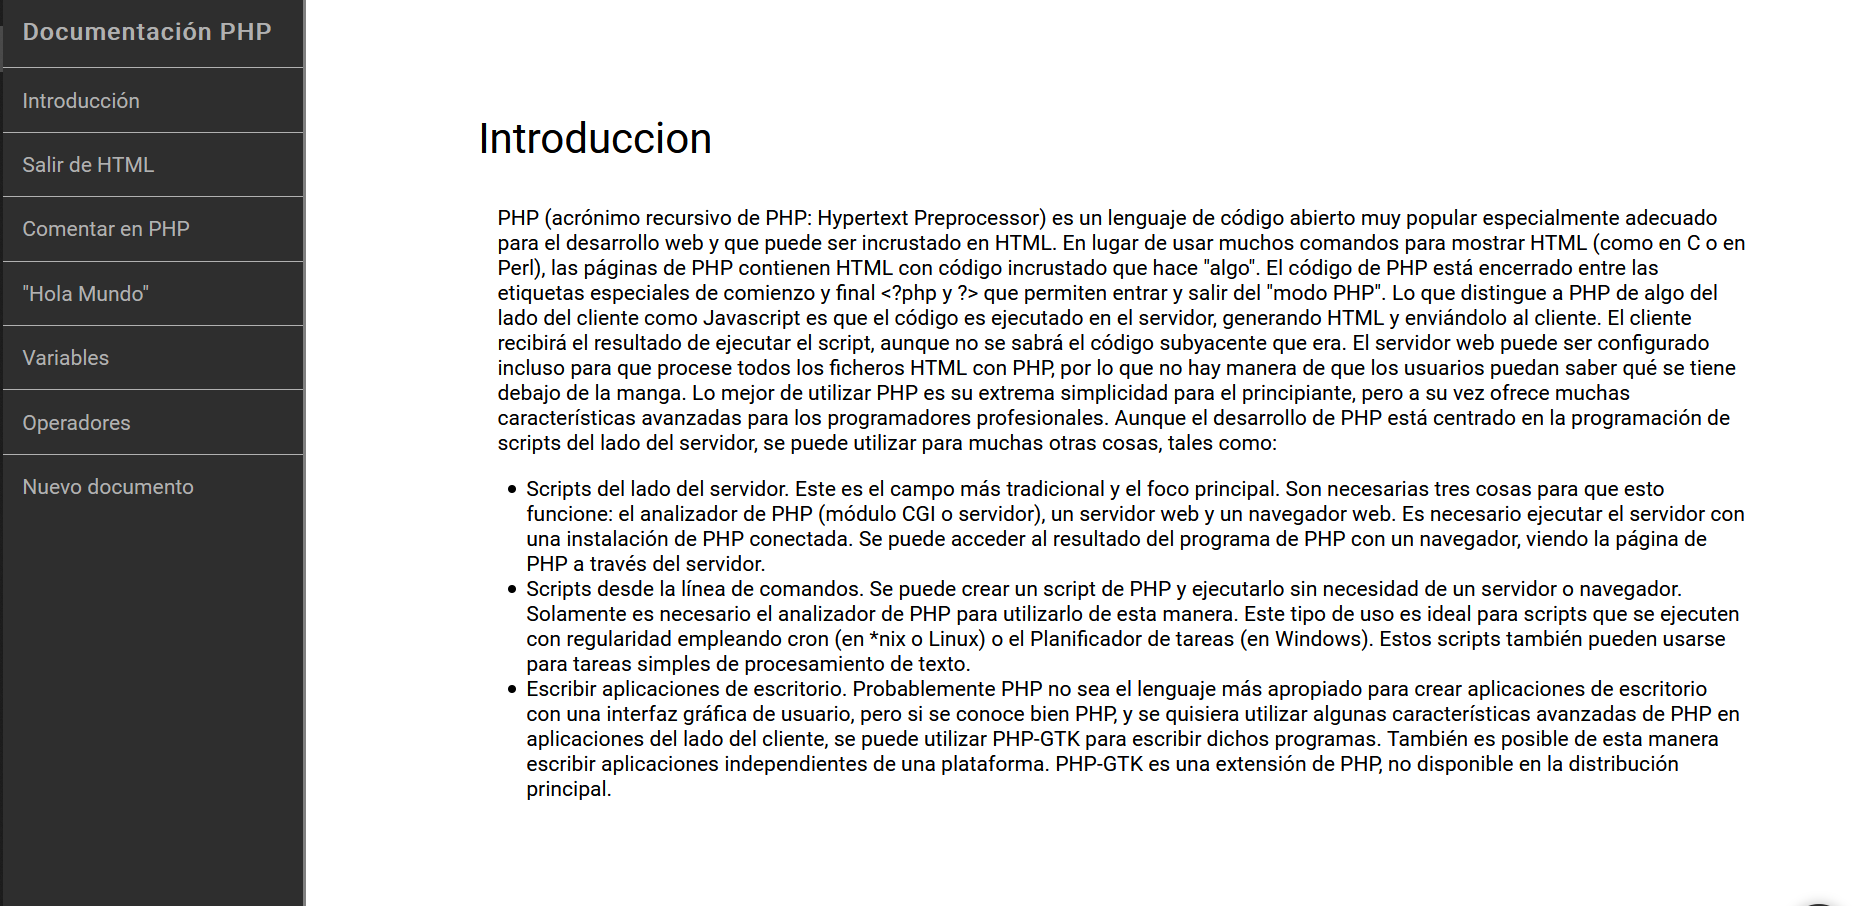 Documentación PHP
Introducción
Salir de HTML
Comentar en PHP
"Hola Mundo"
Variables
Operadores
Nuevo documento
Introduccion
PHP (acrónimo recursivo de PHP: Hypertext Preprocessor) es un lenguaje de código abierto muy popular especialmente adecuado
para el desarrollo web y que puede ser incrustado en HTML. En lugar de usar muchos comandos para mostrar HTML (como en C o en
Perl), las páginas de PHP contienen HTML con código incrustado que hace "algo". El código de PHP está encerrado entre las
etiquetas especiales de comienzo y final <?php y ?> que permiten entrar y salir del "modo PHP". Lo que distingue a PHP de algo del
lado del cliente como Javascript es que el código es ejecutado en el servidor, generando HTML y enviándolo al cliente. El cliente
recibirá el resultado de ejecutar el script, aunque no se sabrá el código subyacente que era. El servidor web puede ser configurado
incluso para que procese todos los ficheros HTML con PHP, por lo que no hay manera de que los usuarios puedan saber qué se tiene
debajo de la manga. Lo mejor de utilizar PHP es su extrema simplicidad para el principiante, pero a su vez ofrece muchas
características avanzadas para los programadores profesionales. Aunque el desarrollo de PHP está centrado en la programación de
scripts del lado del servidor, se puede utilizar para muchas otras cosas, tales como:
• Scripts del lado del servidor. Este es el campo más tradicional y el foco principal. Son necesarias tres cosas para que esto
funcione: el analizador de PHP (módulo CGI o servidor), un servidor web y un navegador web. Es necesario ejecutar el servidor con
una instalación de PHP conectada. Se puede acceder al resultado del programa de PHP con un navegador, viendo la página de
PHP a través del servidor.
• Scripts desde la línea de comandos. Se puede crear un script de PHP y ejecutarlo sin necesidad de un servidor o navegador.
Solamente es necesario el analizador de PHP para utilizarlo de esta manera. Este tipo de uso es ideal para scripts que se ejecuten
con regularidad empleando cron (en *nix o Linux) o el Planificador de tareas (en Windows). Estos scripts también pueden usarse
para tareas simples de procesamiento de texto.
• Escribir aplicaciones de escritorio. Probablemente PHP no sea el lenguaje más apropiado para crear aplicaciones de escritorio
con una interfaz gráfica de usuario, pero si se conoce bien PHP, y se quisiera utilizar algunas características avanzadas de PHP en
aplicaciones del lado del cliente, se puede utilizar PHP-GTK para escribir dichos programas. También es posible de esta manera
escribir aplicaciones independientes de una plataforma. PHP-GTK es una extensión de PHP, no disponible en la distribución
principal.